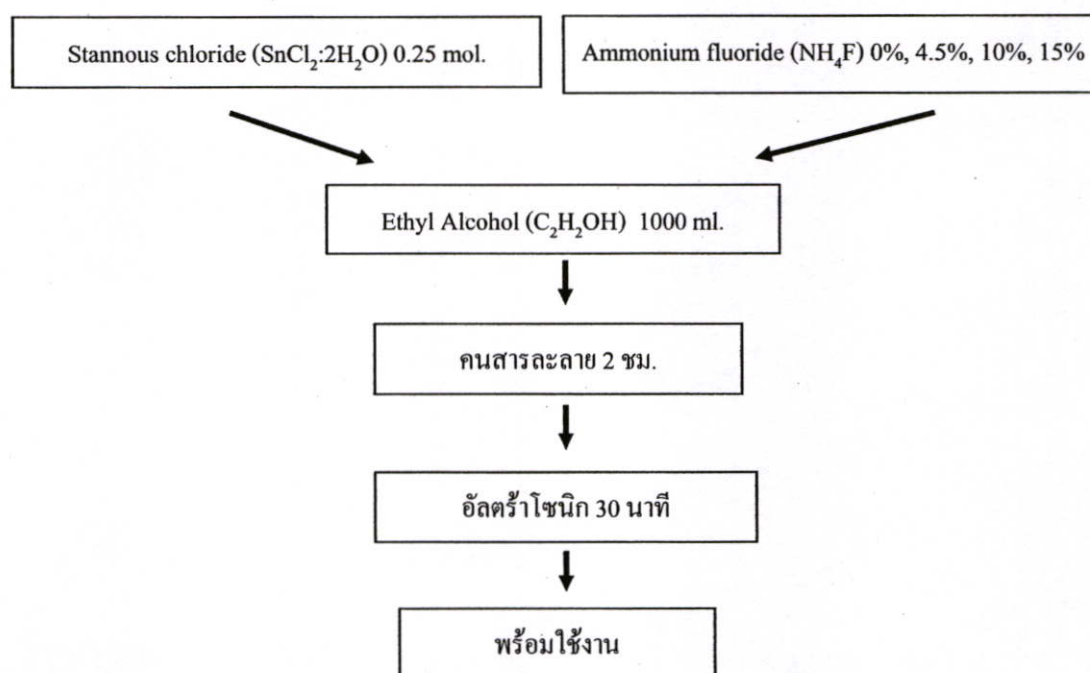 Stannous chloride (SnCl₂:2H₂O) 0.25 mol.
Ammonium fluoride (NH₄F) 0%, 4.5%, 10%, 15%
Ethyl Alcohol (C₂H₂OH) 1000 ml.
คนสารละลาย 2 ชม.
อัลตร้าโซนิก 30 นาที
พร้อมใช้งาน